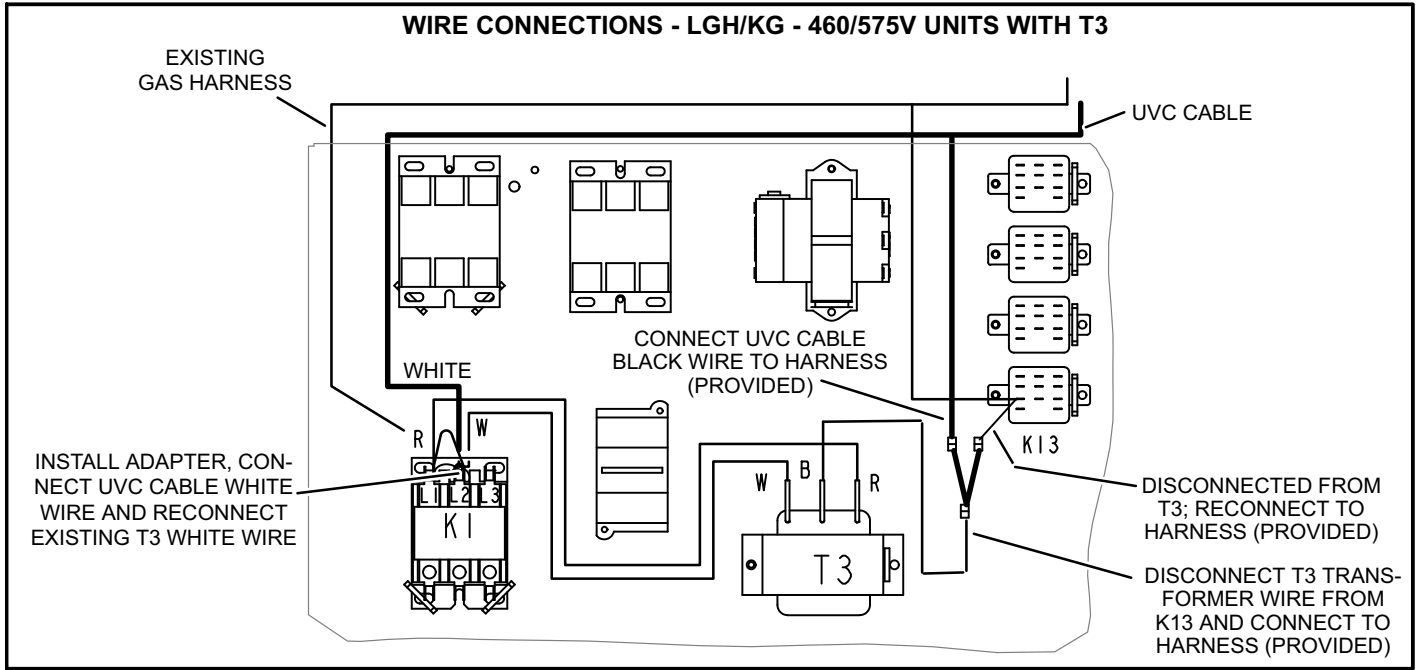 WIRE CONNECTIONS - LGH/KG - 460/575V UNITS WITH T3
EXISTING
GAS HARNESS
UVC CABLE
CONNECT UVC CABLE
BLACK WIRE TO HARNESS
(PROVIDED)
WHITE
R
W
K13
INSTALL ADAPTER, CON-
NECT UVC CABLE WHITE
WIRE AND RECONNECT
EXISTING T3 WHITE WIRE
L1 L2 L3
K1
W
B
R
T3
DISCONNECTED FROM
T3; RECONNECT TO
HARNESS (PROVIDED)
DISCONNECT T3 TRANS-
FORMER WIRE FROM
K13 AND CONNECT TO
HARNESS (PROVIDED)